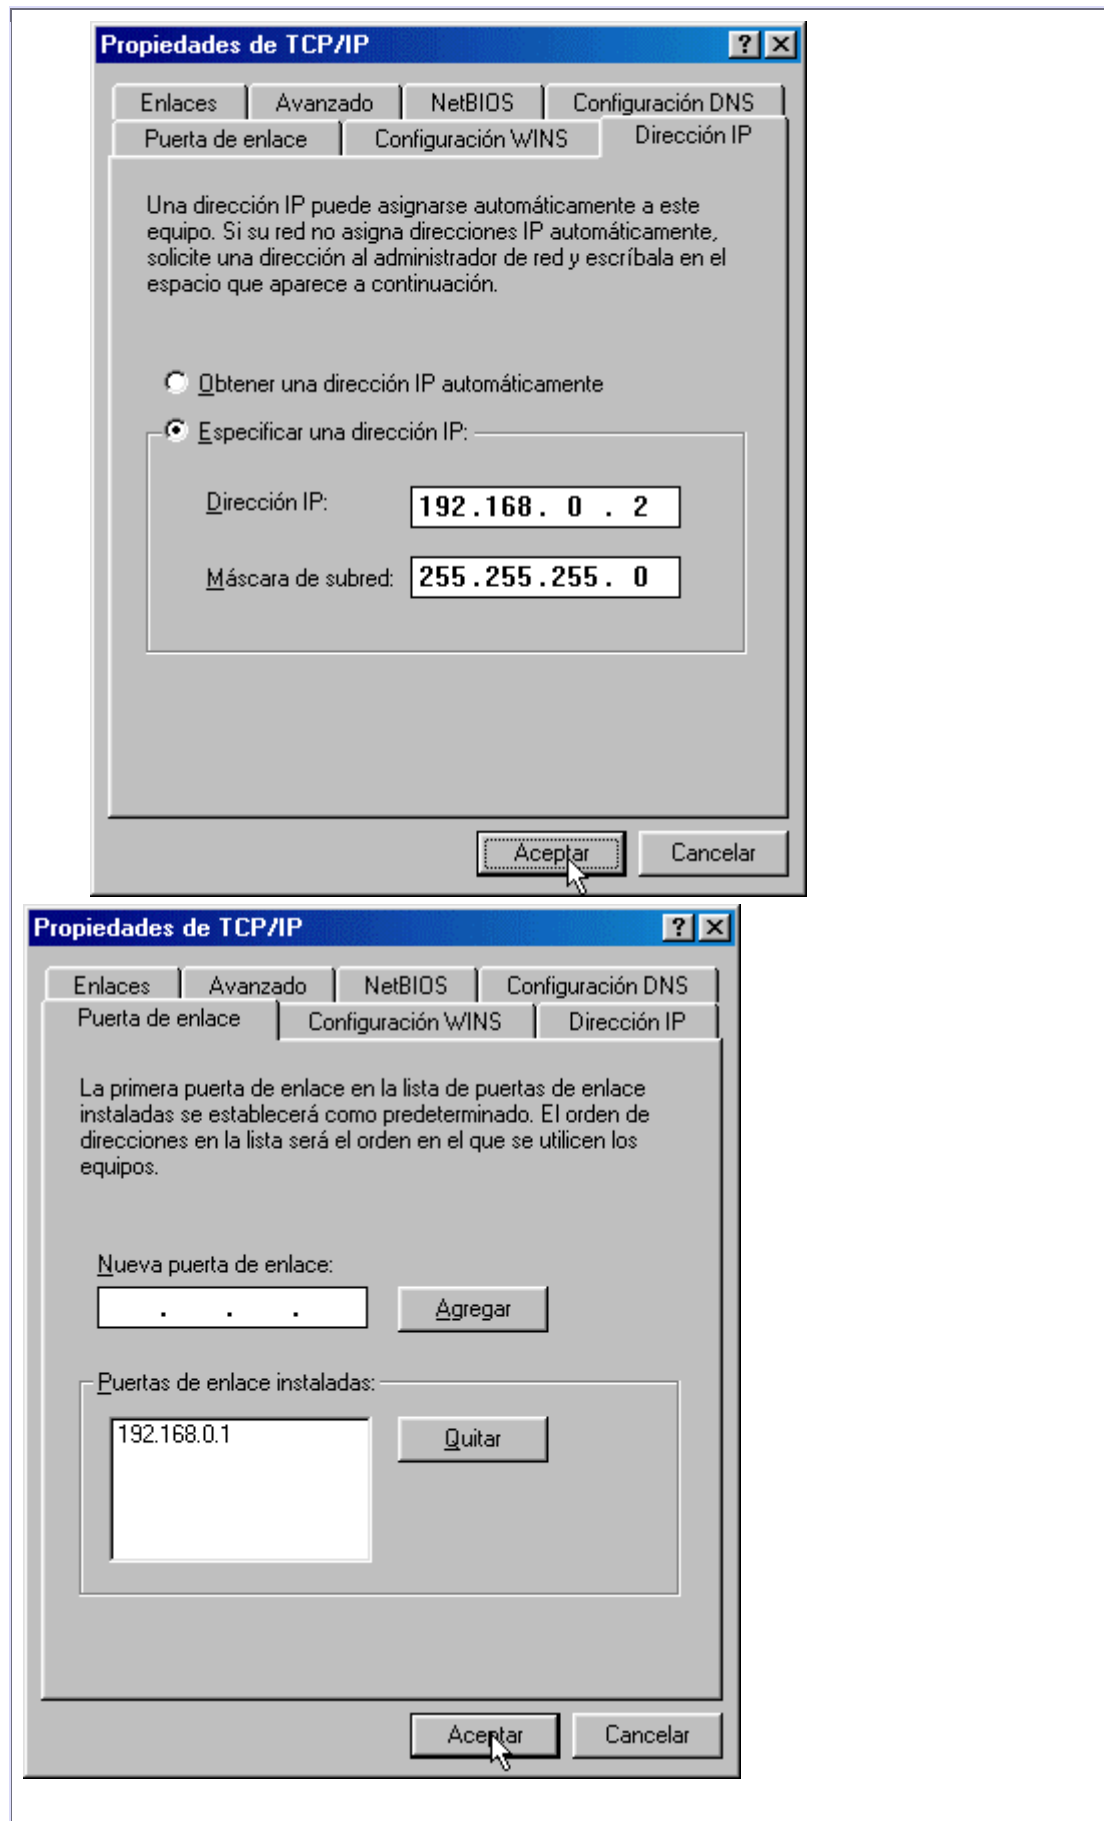 Propiedades de TCP/IP
Enlaces Avanzado NetBIOS Configuración DNS
Puerta de enlace Configuración WINS Dirección IP
Una dirección IP puede asignarse automáticamente a este
equipo. Si su red no asigna direcciones IP automáticamente,
solicite una dirección al administrador de red y escríbala en el
espacio que aparece a continuación.
Obtener una dirección IP automáticamente
Especificar una dirección IP:
Dirección IP: 192.168. 0 . 2
Máscara de subred: 255.255.255. 0
Aceptar Cancelar
Propiedades de TCP/IP
Enlaces Avanzado NetBIOS Configuración DNS
Puerta de enlace Configuración WINS Dirección IP
La primera puerta de enlace en la lista de puertas de enlace
instaladas se establecerá como predeterminado. El orden de
direcciones en la lista será el orden en el que se utilicen los
equipos.
Nueva puerta de enlace:
. . . Agregar
Puertas de enlace instaladas:
192.168.0.1 Quitar
Aceptar Cancelar